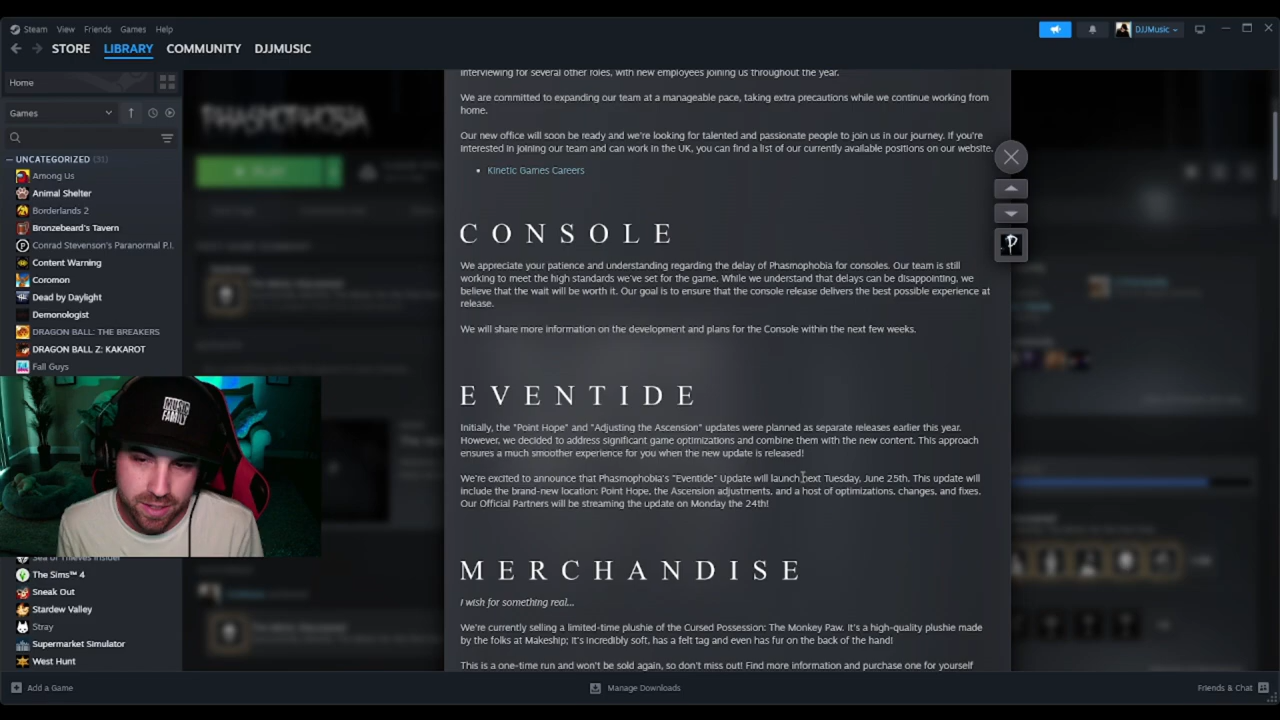 Steam View Friends Games Help
DJJMusic
STORE LIBRARY COMMUNITY DJJMUSIC
Home
Games
UNCATEGORIZED (31)
Among Us
Animal Shelter
Borderlands 2
Bronzebeard's Tavern
Conrad Stevenson's Paranormal P.I.
Content Warning
Coromon
Dead by Daylight
Demonologist
DRAGON BALL: THE BREAKERS
DRAGON BALL Z: KAKAROT
Fall Guys
Sea of Thieves Insider
The Sims™ 4
Sneak Out
Stardew Valley
Stray
Supermarket Simulator
West Hunt
PHASMOPHOBIA
PLAY
interviewing for several other roles, with new employees joining us throughout the year.
We are committed to expanding our team at a manageable pace, taking extra precautions while we continue working from
home.
Our new office will soon be ready and we're looking for talented and passionate people to join us in our journey. If you're
interested in joining our team and can work in the UK, you can find a list of our currently available positions on our website.
• Kinetic Games Careers
CONSOLE
We appreciate your patience and understanding regarding the delay of Phasmophobia for consoles. Our team is still
working to meet the high standards we've set for the game. While we understand that delays can be disappointing, we
believe that the wait will be worth it. Our goal is to ensure that the console release delivers the best possible experience at
release.
We will share more information on the development and plans for the Console within the next few weeks.
EVENTIDE
Initially, the "Point Hope" and "Adjusting the Ascension" updates were planned as separate releases earlier this year.
However, we decided to address significant game optimizations and combine them with the new content. This approach
ensures a much smoother experience for you when the new update is released!
We're excited to announce that Phasmophobia's "Eventide" Update will launch next Tuesday, June 25th. This update will
include the brand-new location: Point Hope, the Ascension adjustments, and a host of optimizations, changes, and fixes.
Our Official Partners will be streaming the update on Monday the 24th!
MERCHANDISE
I wish for something real...
We're currently selling a limited-time plushie of the Cursed Possession: The Monkey Paw. It's a high-quality plushie made
by the folks at Makeship; It's incredibly soft, has a felt tag and even has fur on the back of the hand!
This is a one-time run and won't be sold again, so don't miss out! Find more information and purchase one for yourself
Add a Game
Manage Downloads
Friends & Chat